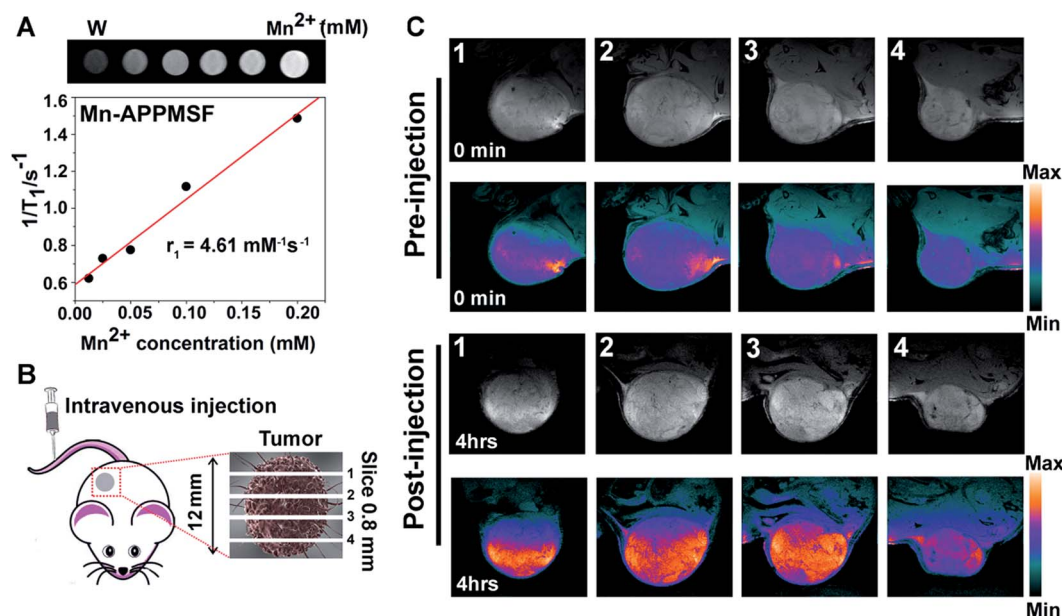 A
W Mn²⁺ (mM)
1.6
1.4
1.2
1.0
0.8
0.6
1/T₁/s⁻¹
Mn-APPMSF
r₁ = 4.61 mM⁻¹s⁻¹
0.00 0.05 0.10 0.15 0.20
Mn²⁺ concentration (mM)
B
Intravenous injection
Tumor
12 mm
1
2
3
4
Slice 0.8 mm
C
Pre-injection
1 2 3 4
0 min
0 min
Max
Min
Post-injection
1 2 3 4
4hrs
4hrs
Max
Min